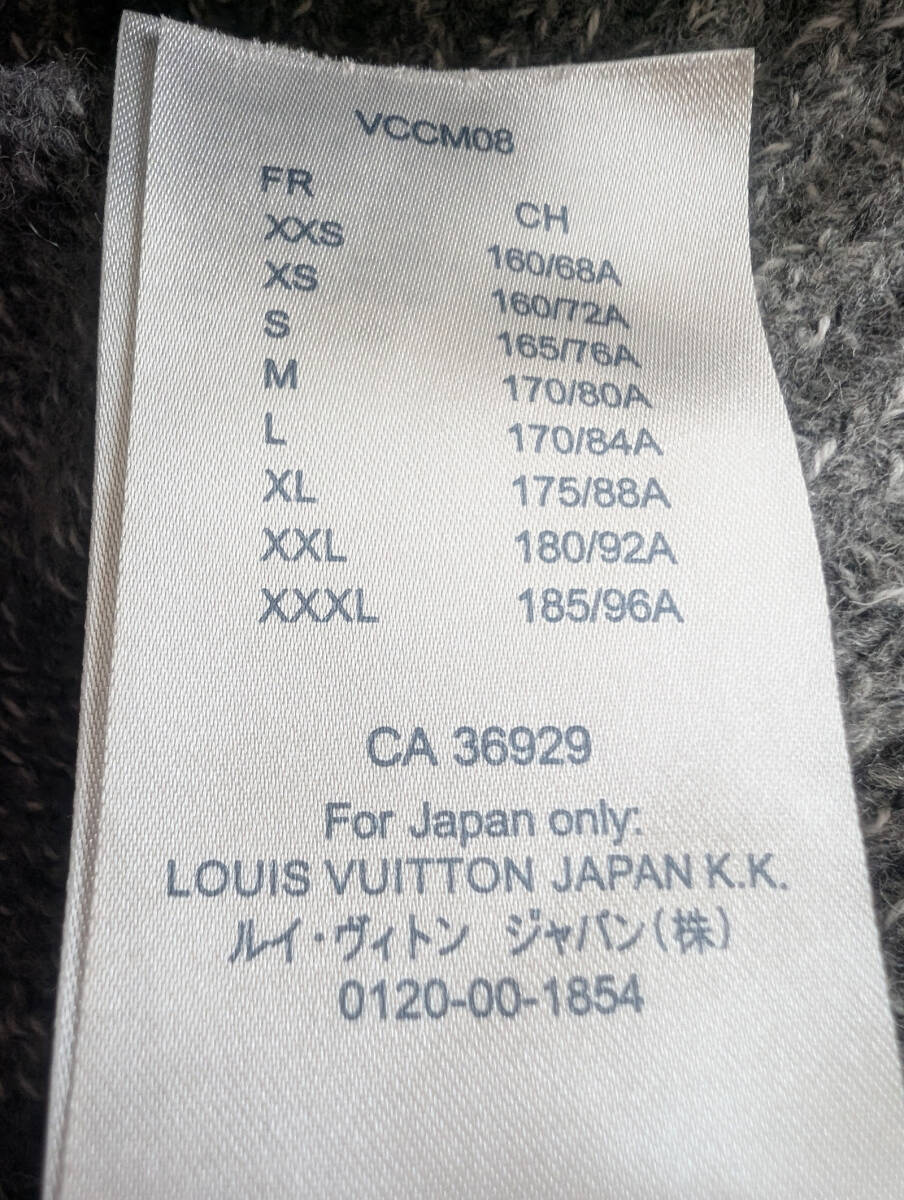 VCCM08
FR CH
XXS 160/68A
XS 160/72A
S 165/76A
M 170/80A
L 170/84A
XL 175/88A
XXL 180/92A
XXXL 185/96A
CA 36929
For Japan only:
LOUIS VUITTON JAPAN K.K.
ルイ・ヴィトン ジャパン(株)
0120-00-1854